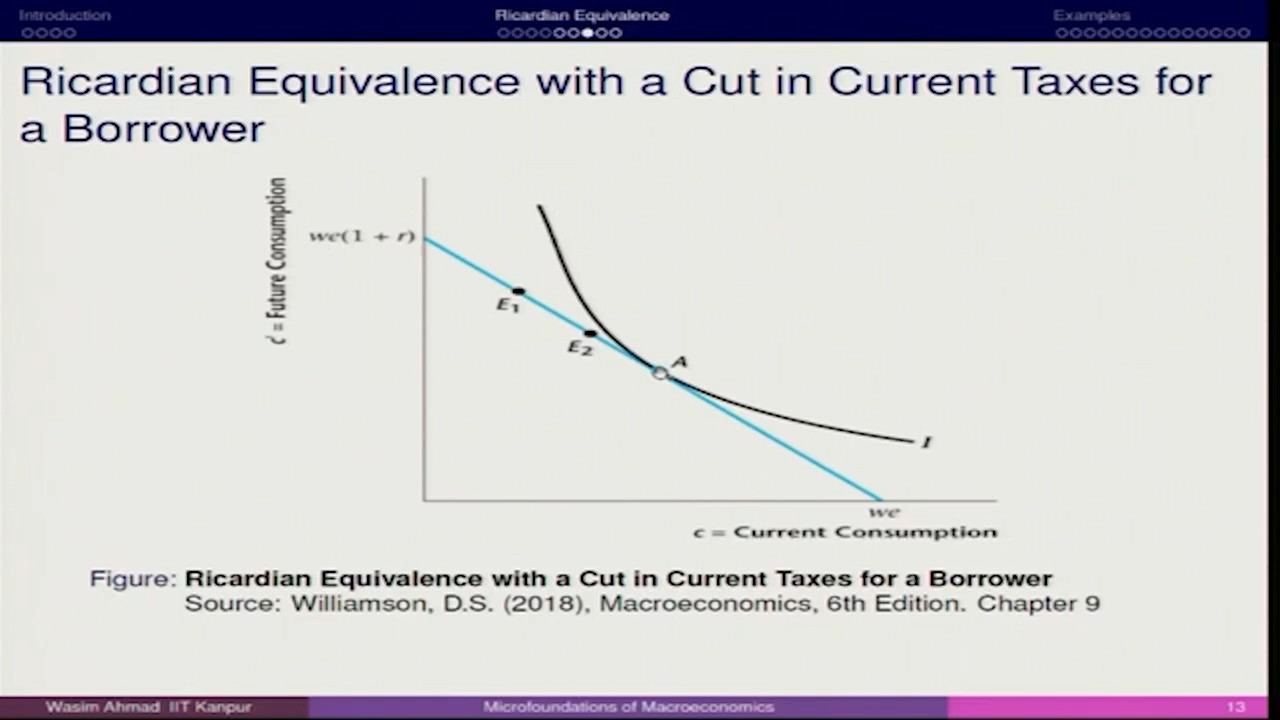 Introduction
Ricardian Equivalence
Examples
Ricardian Equivalence with a Cut in Current Taxes for
a Borrower
c' = Future Consumption
we(1 + r)
E1
E2
A
I
we
c = Current Consumption
Figure: Ricardian Equivalence with a Cut in Current Taxes for a Borrower
Source: Williamson, D.S. (2018), Macroeconomics, 6th Edition. Chapter 9
Wasim Ahmad IIT Kanpur
Microfoundations of Macroeconomics
13